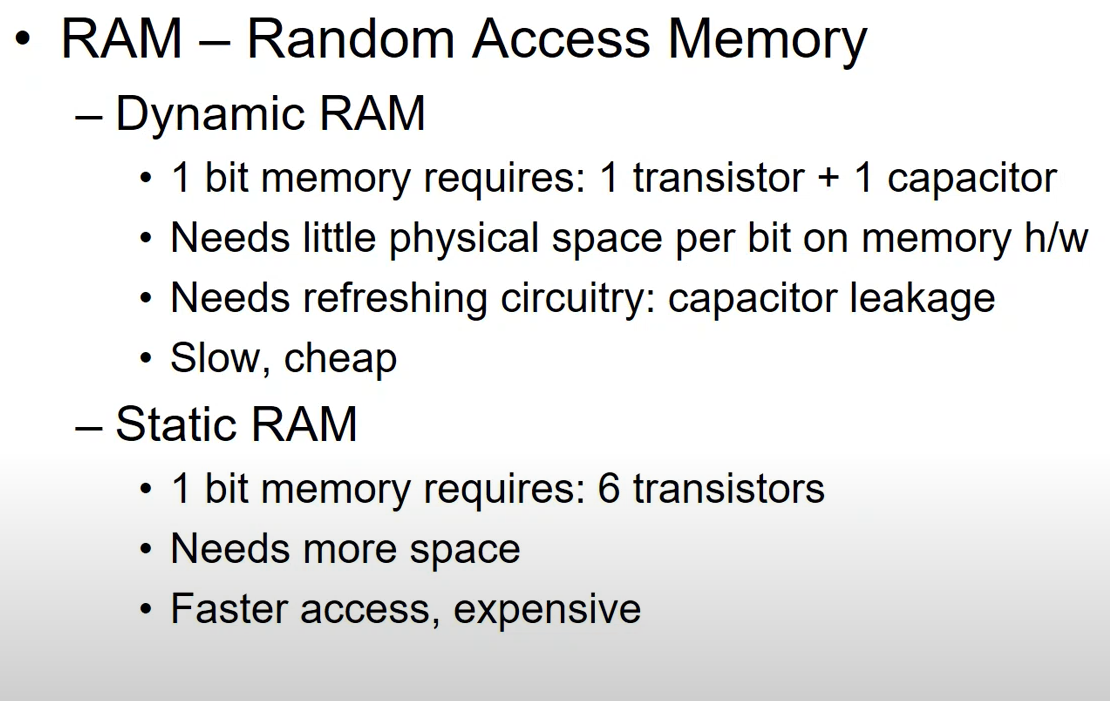 • RAM – Random Access Memory
– Dynamic RAM
• 1 bit memory requires: 1 transistor + 1 capacitor
• Needs little physical space per bit on memory h/w
• Needs refreshing circuitry: capacitor leakage
• Slow, cheap
– Static RAM
• 1 bit memory requires: 6 transistors
• Needs more space
• Faster access, expensive